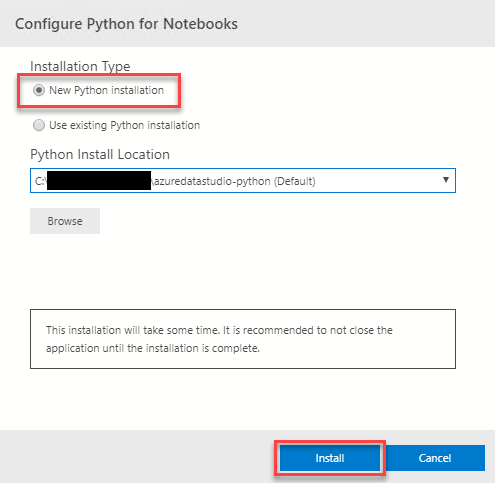 Configure Python for Notebooks
Installation Type
New Python installation
Use existing Python installation
Python Install Location
C:\ \azuredatastudio-python (Default)
Browse
This installation will take some time. It is recommended to not close the
application until the installation is complete.
Install
Cancel